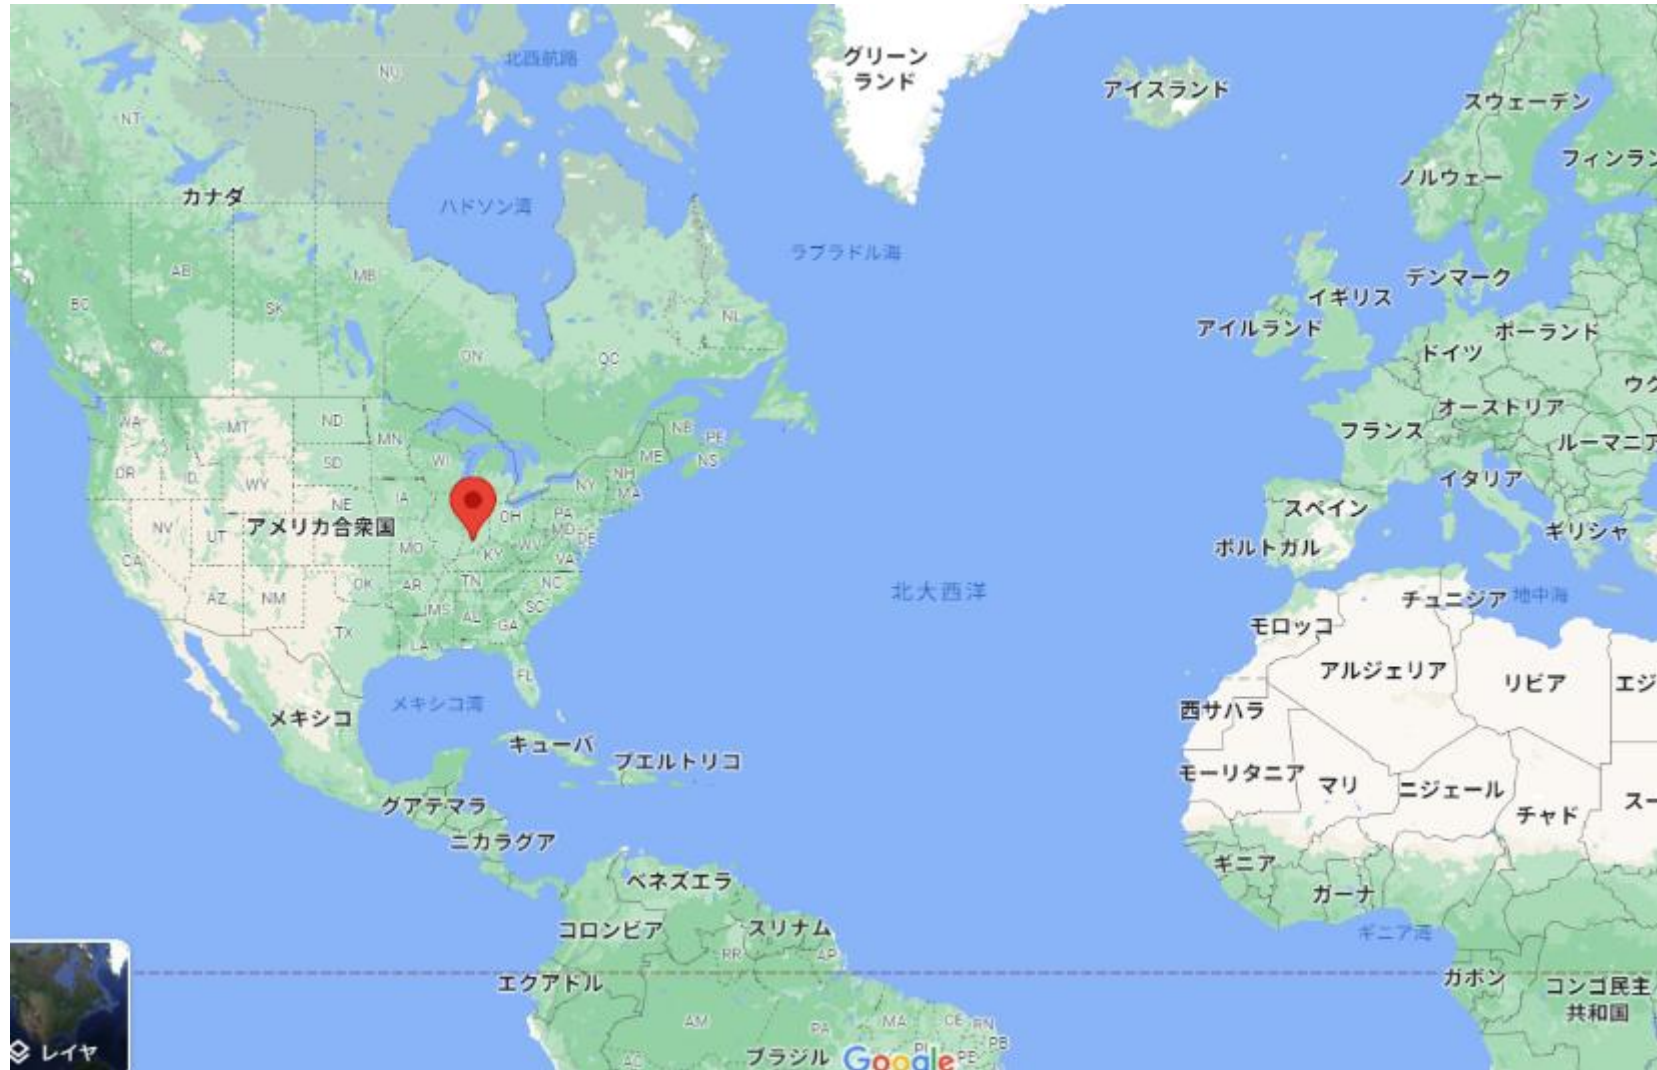 北西航路
グリーン
ランド
NU
アイスランド
スウェーデン
NT
フィンラン
ノルウェー
カナダ
ハドソン湾
ラブラドル海
AB
MB
デンマーク
イギリス
BC
SK
NL
アイルランド
ポーランド
ON
QC
ドイツ
ウク
オーストリア
WA
MT
ND
MN
NB
PE
フランス
ルーマニア
WI
ME
NS
OR
ID
SD
NH
イタリア
WY
NE
IA
NY
MA
スペイン
アメリカ合衆国
OH
PA
NV
UT
MD
DE
ギリシャ
MO
KY
WV
VA
ポルトガル
CA
OK
AR
TN
NC
北大西洋
AZ
NM
MS
AL
SC
GA
チュニジア
地中海
TX
LA
モロッコ
FL
アルジェリア
リビア
エジ
メキシコ湾
西サハラ
メキシコ
キューバ
プエルトリコ
モーリタニア
マリ
ニジェール
チャド
スー
グアテマラ
ニカラグア
ギニア
ベネズエラ
ガーナ
コロンビア
スリナム
ギニア湾
RR
AP
エクアドル
ガボン
コンゴ民主
共和国
AM
PA
MA
CE
RN
PB
PI
PE
AC
レイヤ
ブラジル
Google